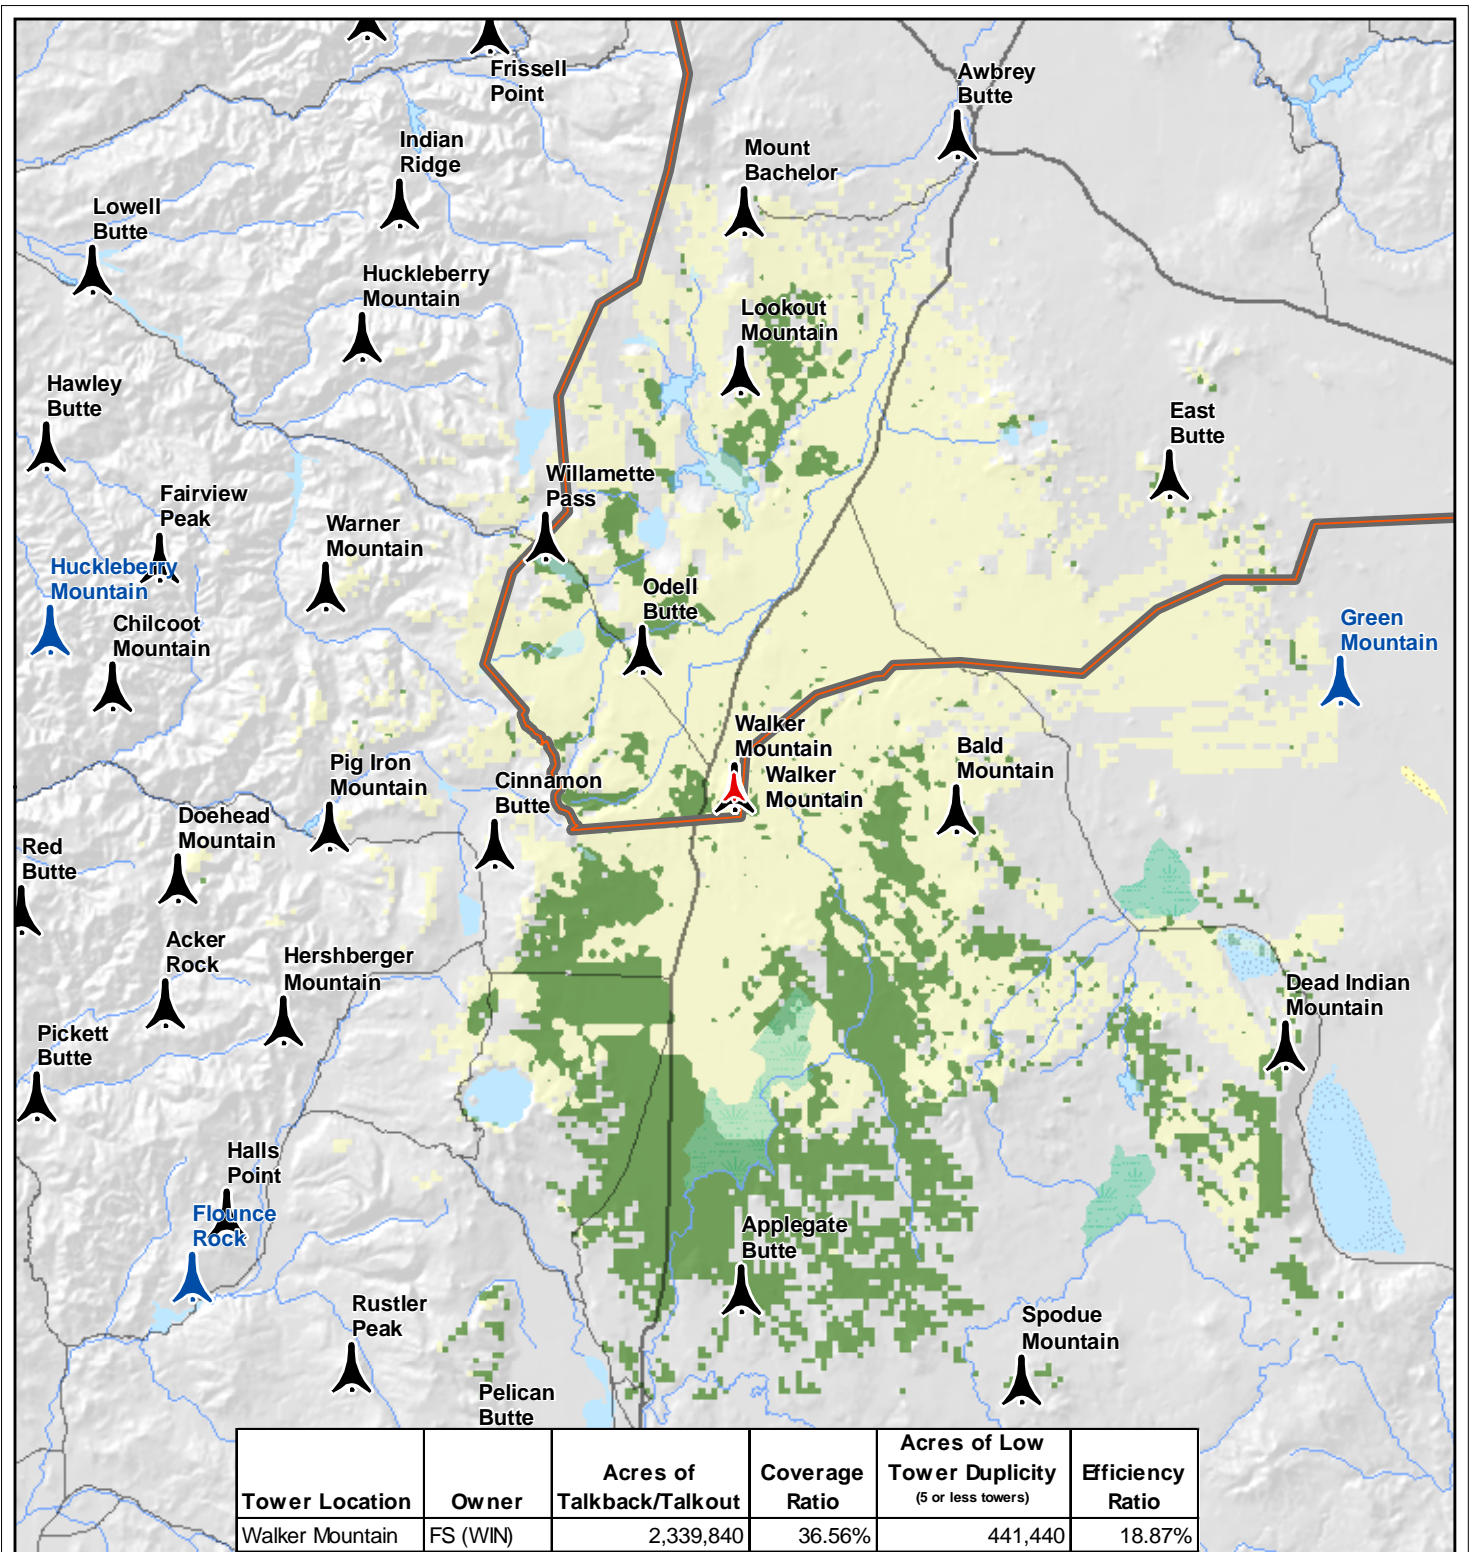 Frissell
Point
Awbrey
Butte
Indian
Ridge
Mount
Bachelor
Lowell
Butte
Huckleberry
Mountain
Lookout
Mountain
Hawley
Butte
East
Butte
Willamette
Pass
Fairview
Peak
Warner
Mountain
Huckleberry
Mountain
Odell
Butte
Chilcoot
Mountain
Green
Mountain
Walker
Mountain
Walker
Mountain
Bald
Mountain
Pig Iron
Mountain
Cinnamon
Butte
Doehead
Mountain
Red
Butte
Acker
Rock
Hershberger
Mountain
Dead Indian
Mountain
Pickett
Butte
Halls
Point
Flounce
Rock
Applegate
Butte
Rustler
Peak
Spodue
Mountain
Pelican
Butte
Tower Location
Owner
Acres of
Talkback/Talkout
Coverage
Ratio
Acres of Low
Tower Duplicity
(5 or less towers)
Efficiency
Ratio
Walker Mountain FS (WIN) 2,339,840 36.56% 441,440 18.87%